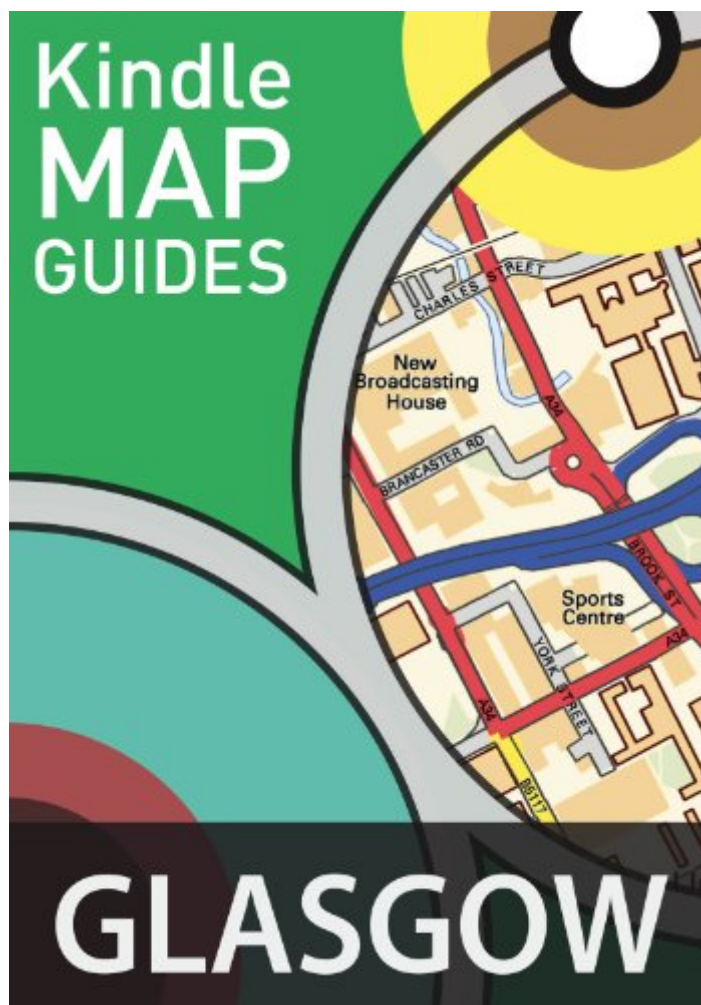 Kindle
MAP
GUIDES
CHARLES STREET
New
Broadcasting
House
A34
BRANCASTER RD
BROOK ST
Sports
Centre
A34
YORK STREET
A34
B5117
GLASGOW